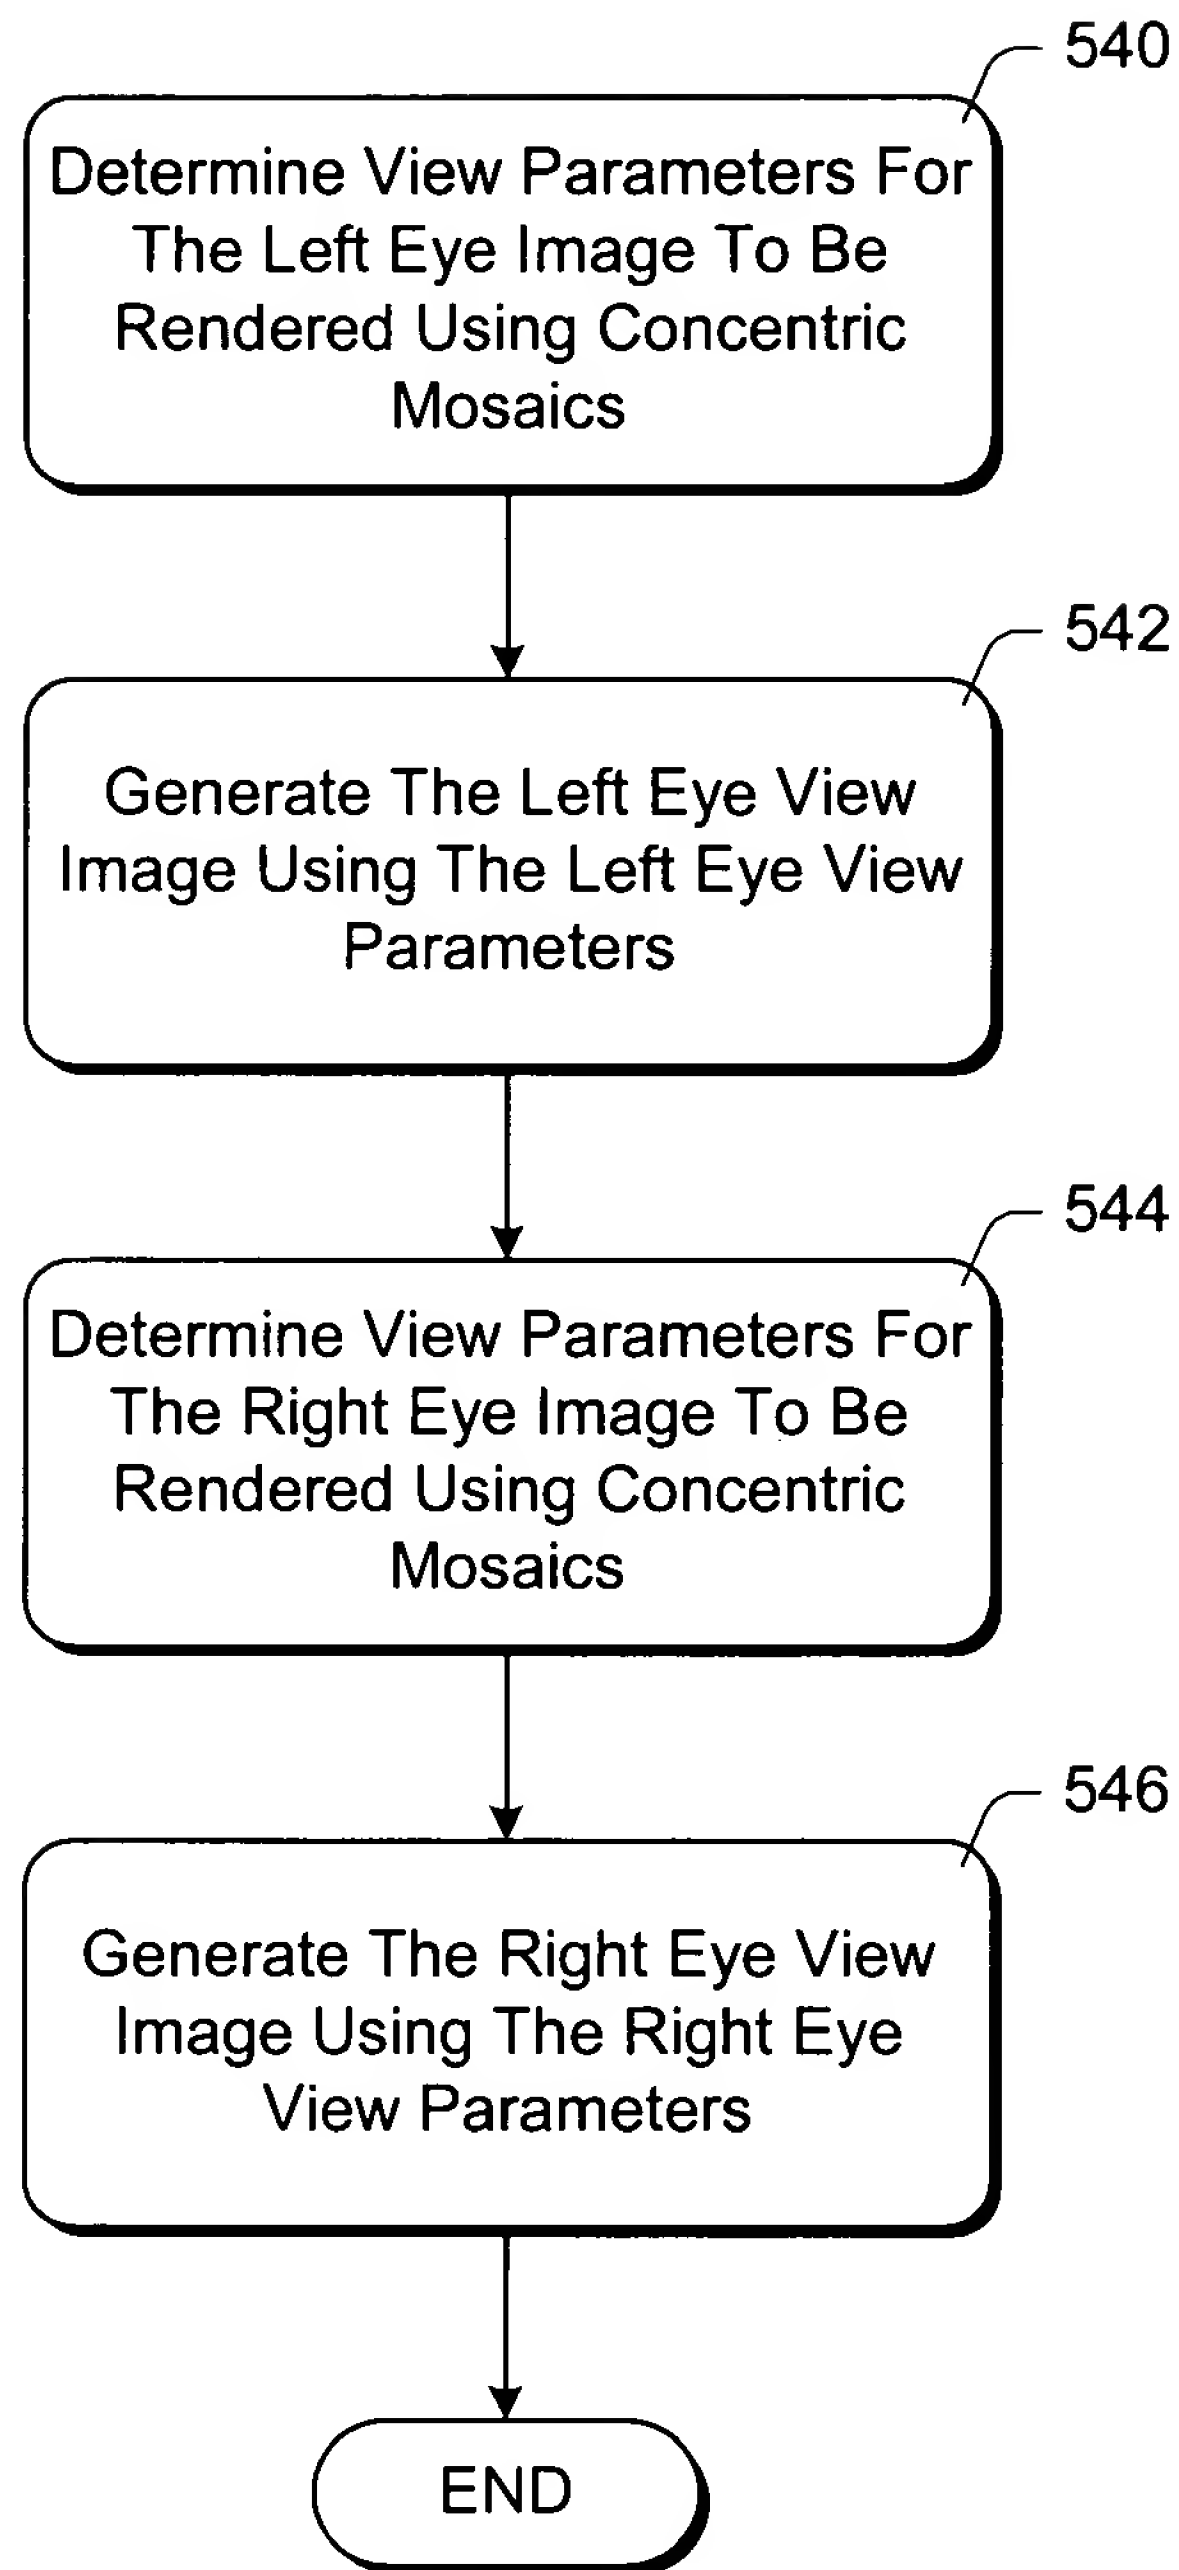 540
Determine View Parameters For
The Left Eye Image To Be
Rendered Using Concentric
Mosaics
542
Generate The Left Eye View
Image Using The Left Eye View
Parameters
544
Determine View Parameters For
The Right Eye Image To Be
Rendered Using Concentric
Mosaics
546
Generate The Right Eye View
Image Using The Right Eye
View Parameters
END